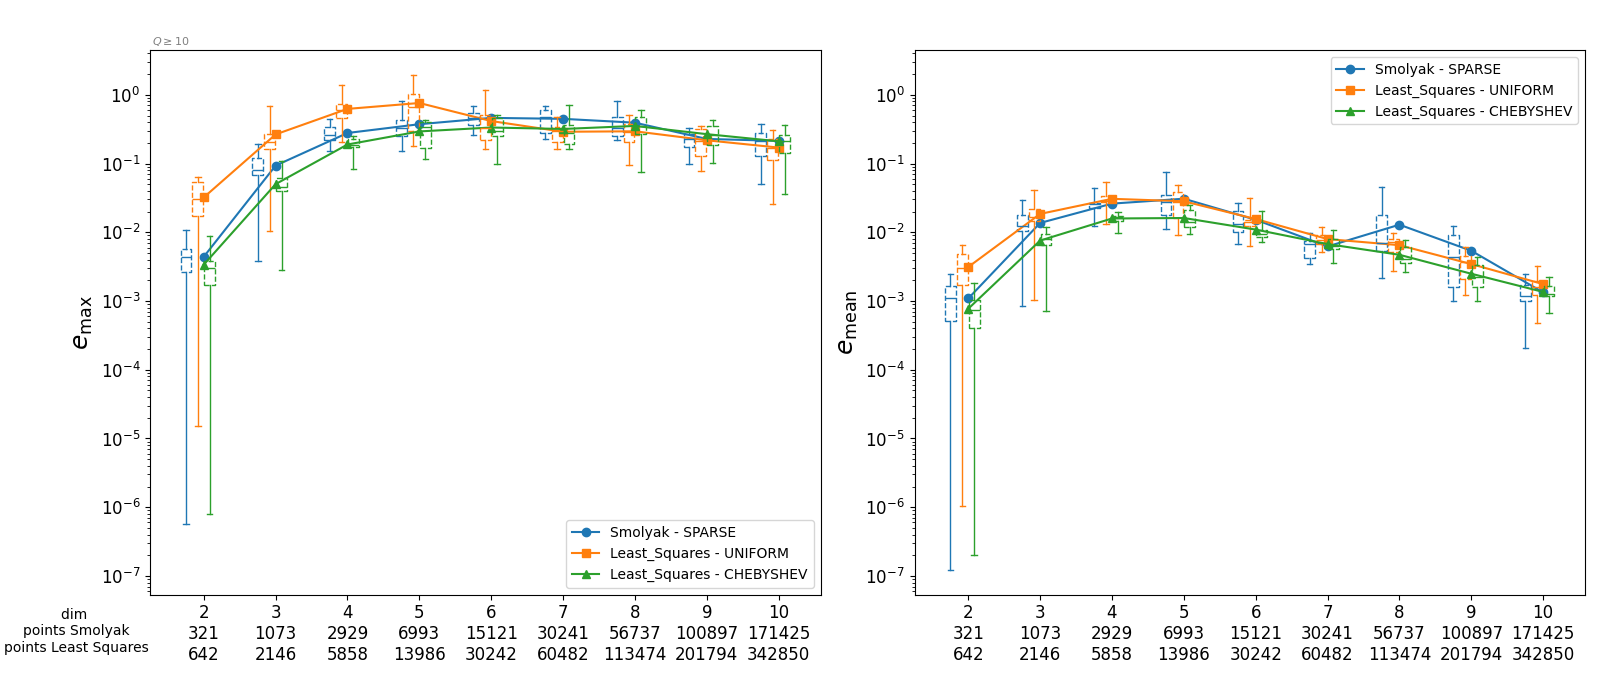 Q ≥ 10
10⁰
10⁻¹
10⁻²
10⁻³
10⁻⁴
10⁻⁵
10⁻⁶
10⁻⁷
e_max
Smolyak - SPARSE
Least_Squares - UNIFORM
Least_Squares - CHEBYSHEV
dim
points Smolyak
points Least Squares
2 3 4 5 6 7 8 9 10
321 1073 2929 6993 15121 30241 56737 100897 171425
642 2146 5858 13986 30242 60482 113474 201794 342850
10⁰
10⁻¹
10⁻²
10⁻³
10⁻⁴
10⁻⁵
10⁻⁶
10⁻⁷
e_mean
Smolyak - SPARSE
Least_Squares - UNIFORM
Least_Squares - CHEBYSHEV
2 3 4 5 6 7 8 9 10
321 1073 2929 6993 15121 30241 56737 100897 171425
642 2146 5858 13986 30242 60482 113474 201794 342850